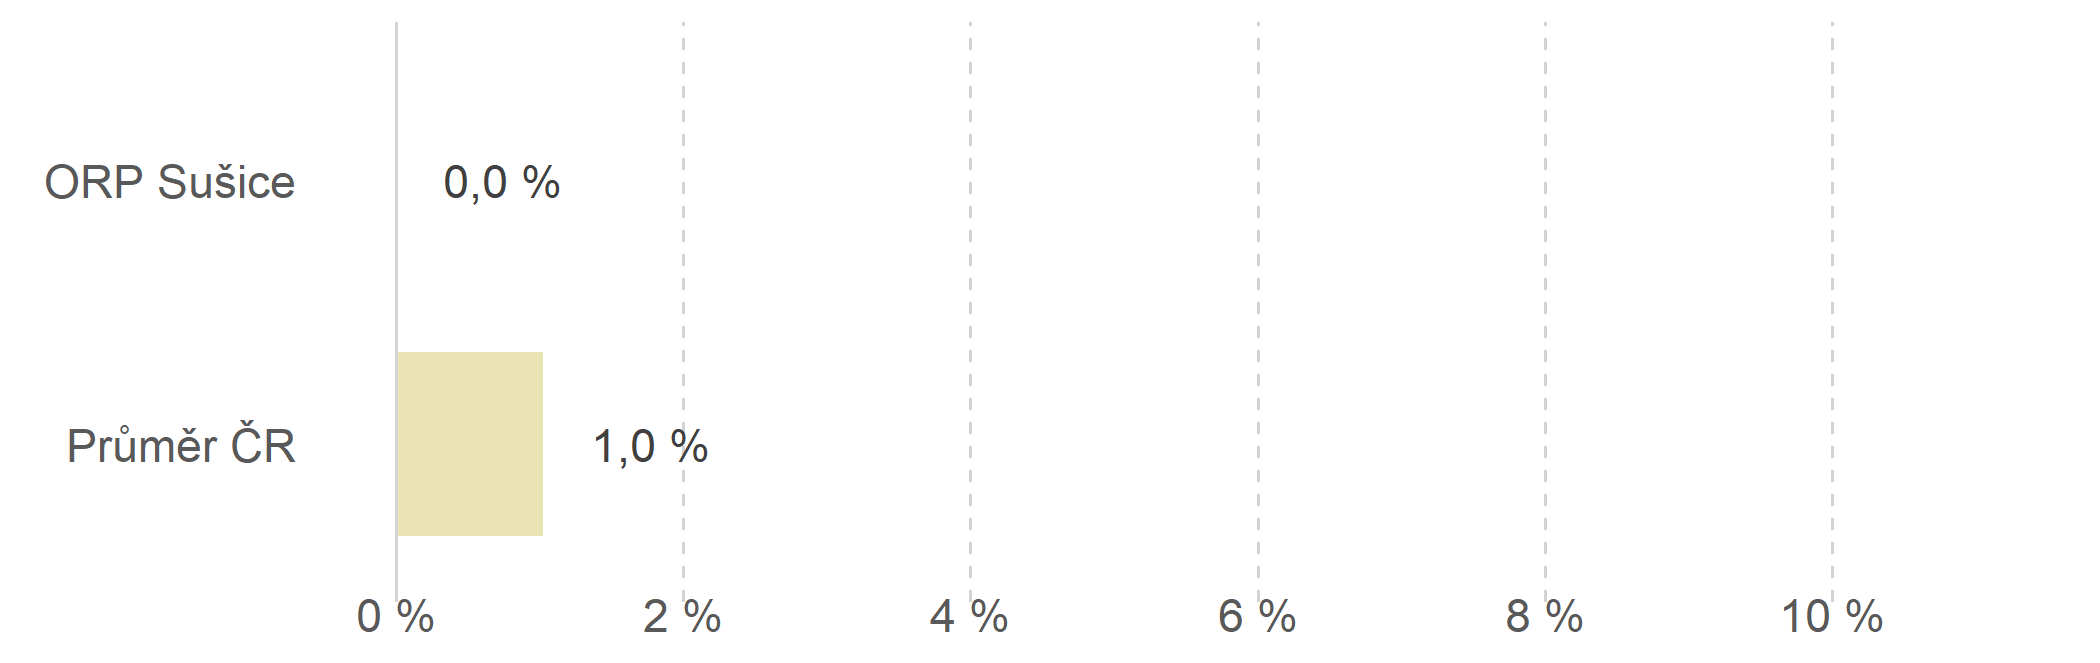 ORP Sušice
0,0 %
Průměr ČR
1,0 %
0 % 2 % 4 % 6 % 8 % 10 %